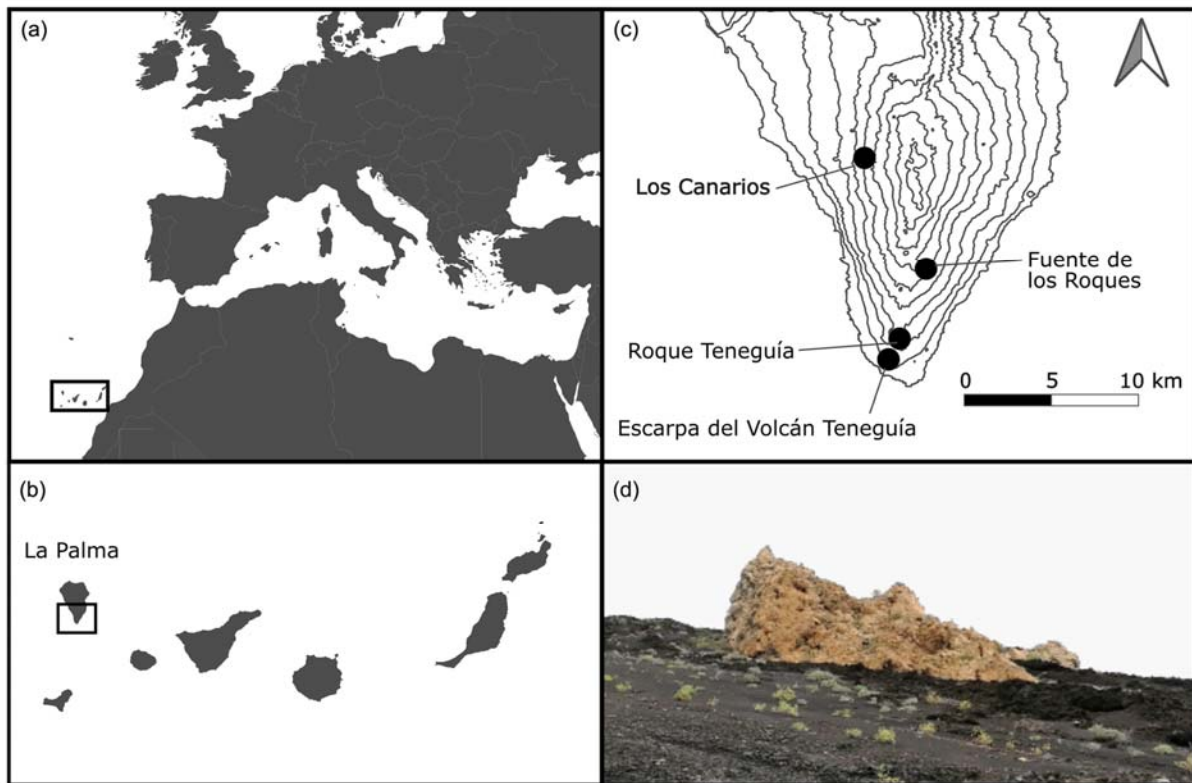 (a)
(b)
La Palma
(c)
Los Canarios
Fuente de
los Roques
Roque Teneguía
0 5 10 km
Escarpa del Volcán Teneguía
(d)